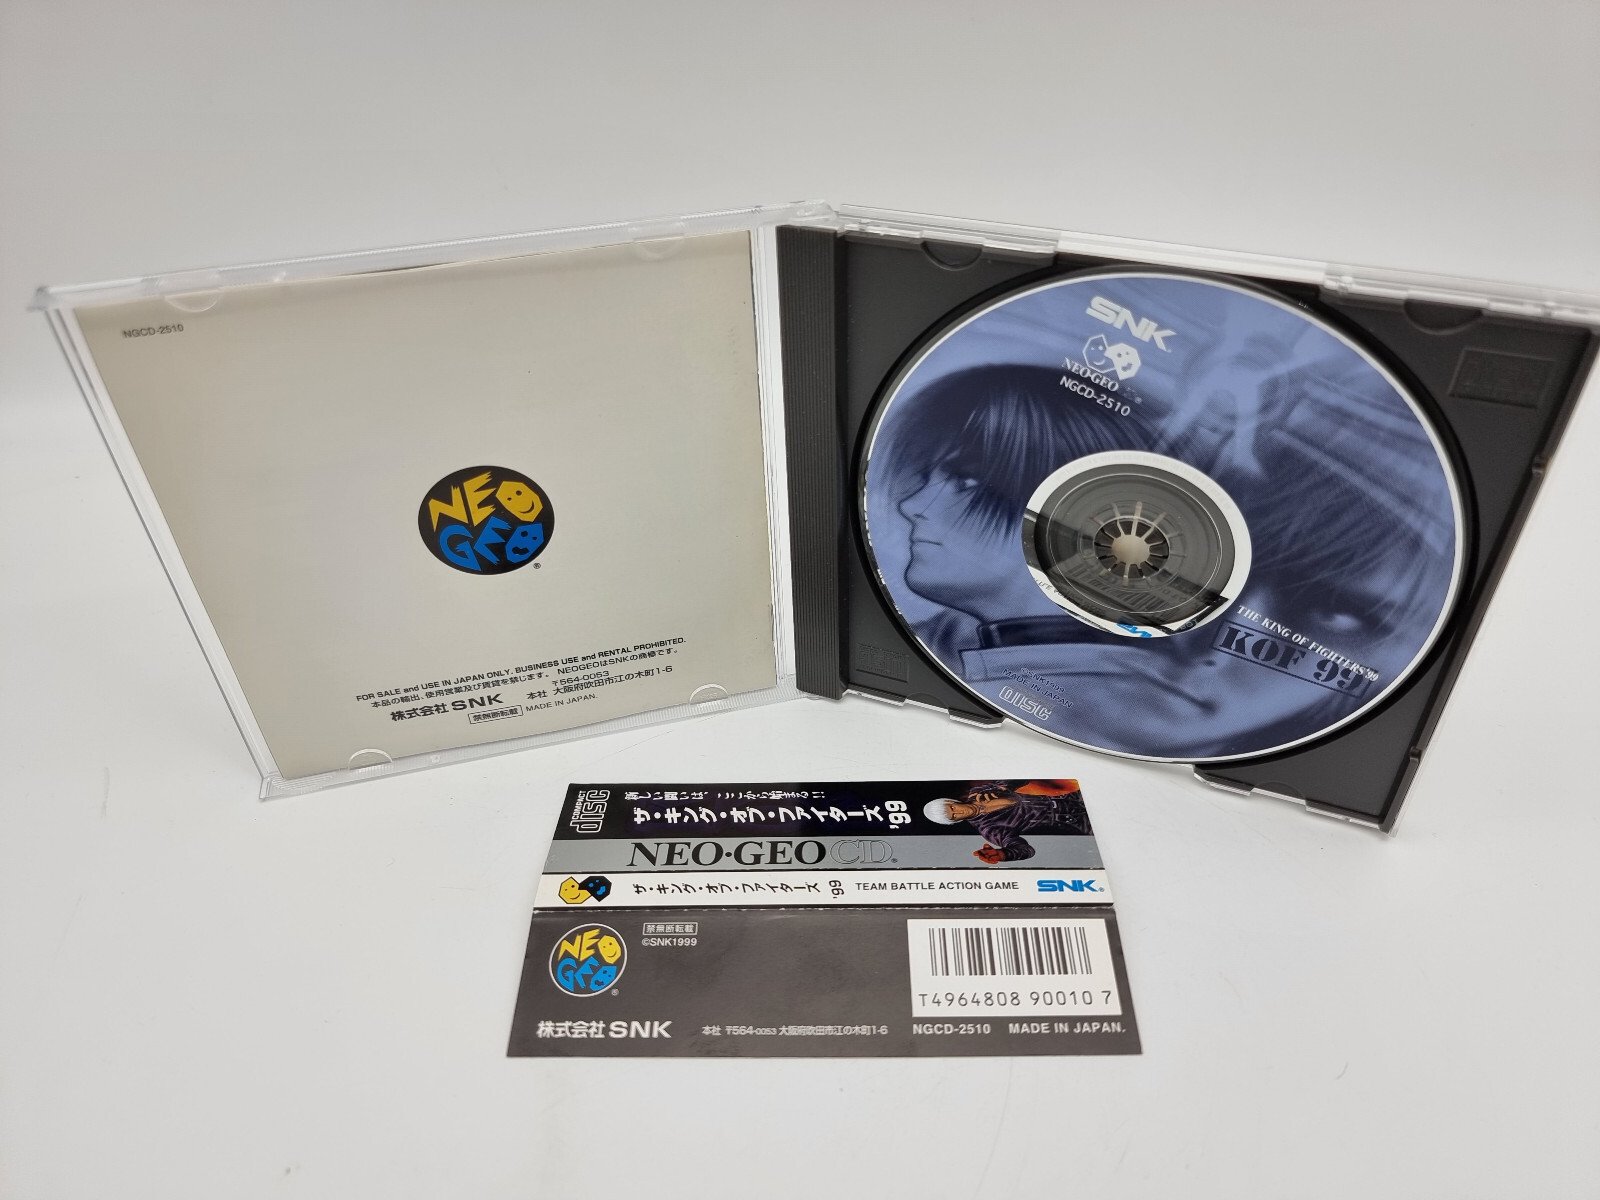 NGCD-2510
NEO
GEO
®
FOR SALE and USE IN JAPAN ONLY. BUSINESS USE and RENTAL PROHIBITED.
本品の輸出、使用営業及び賃貸を禁じます。 NEOGEOはSNKの商標です。
〒564-0053
株式会社 SNK 本社 大阪府吹田市江の木町1-6
禁無断転載 MADE IN JAPAN.
SNK
NEO·GEO
NGCD-2510
THE KING OF FIGHTERS'99
KOF 99
MADE IN JAPAN
DISC
COMPACT
DISC
新しい闘いは、ここから始まる!!
ザ・キング・オブ・ファイターズ '99
NEO·GEO CD®
ザ・キング・オブ・ファイターズ '99 TEAM BATTLE ACTION GAME SNK®
NEO
GEO
®
禁無断転載
©SNK1999
T4964808 90010 7
株式会社 SNK 本社 〒564-0053 大阪府吹田市江の木町1-6 NGCD-2510 MADE IN JAPAN.